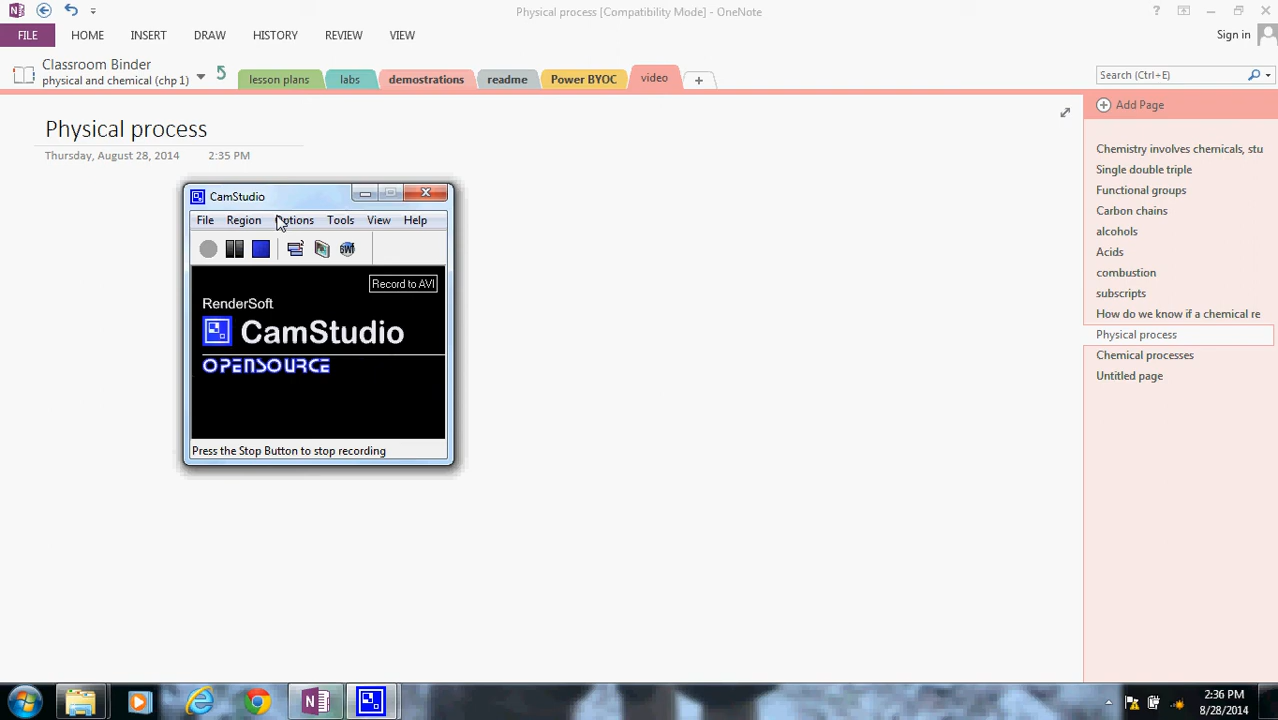 Physical process [Compatibility Mode] - OneNote
?
FILE HOME INSERT DRAW HISTORY REVIEW VIEW
Sign in
Classroom Binder
physical and chemical (chp 1)
lesson plans labs demostrations readme Power BYOC video +
Search (Ctrl+E)
Add Page
Physical process
Thursday, August 28, 2014 2:35 PM
Chemistry involves chemicals, stu
Single double triple
Functional groups
Carbon chains
alcohols
Acids
combustion
subscripts
How do we know if a chemical re
Physical process
Chemical processes
Untitled page
CamStudio
File Region Options Tools View Help
SWF
Record to AVI
RenderSoft
CamStudio
OPENSOURCE
Press the Stop Button to stop recording
2:36 PM
8/28/2014